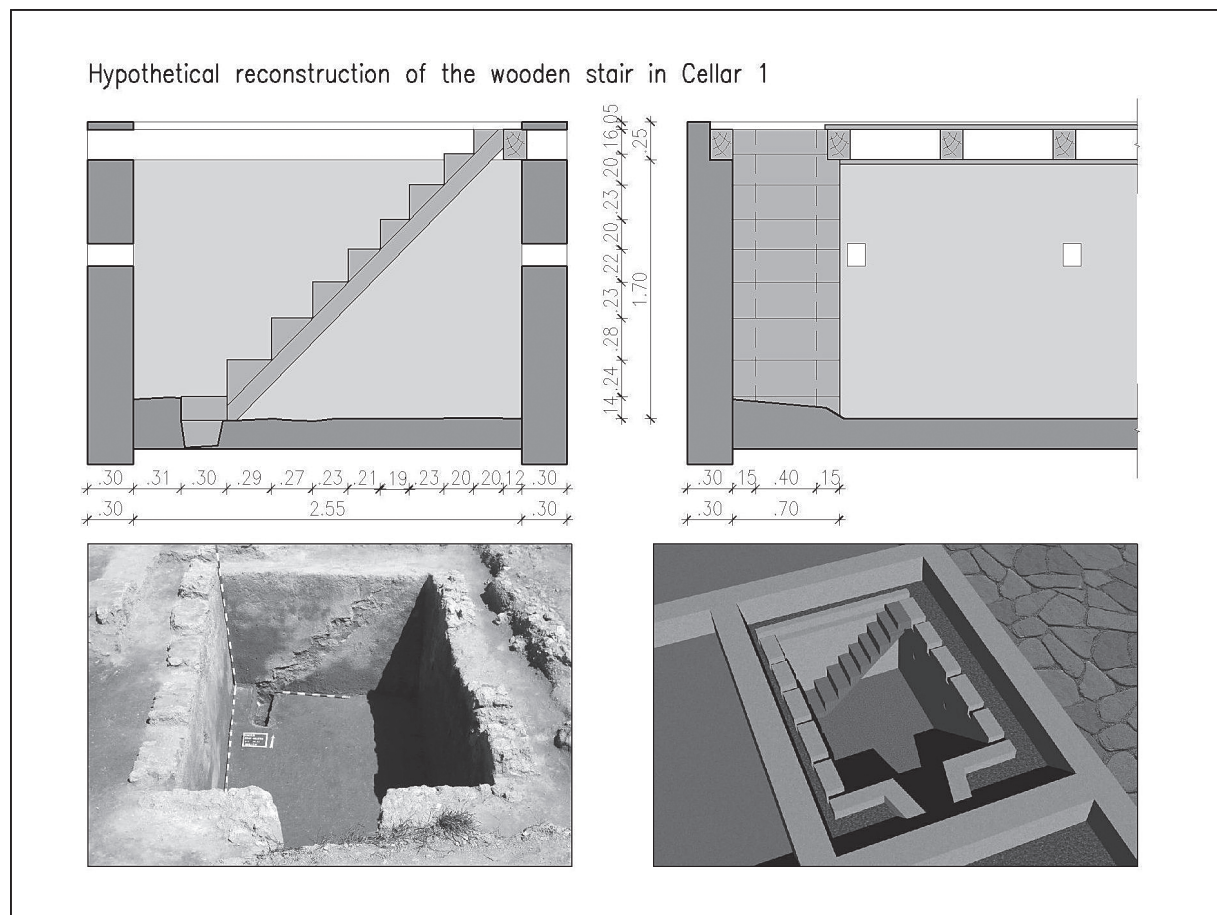 Hypothetical reconstruction of the wooden stair in Cellar 1
.30 .31 .30 .29 .27 .23 .21 .19 .23 .20 .20 .12 .30
.30 2.55 .30
.14 .24 .28 .23 .22 .20 .23 .20 .16 .05
1.70 .25
.30 .15 .40 .15
.30 .70